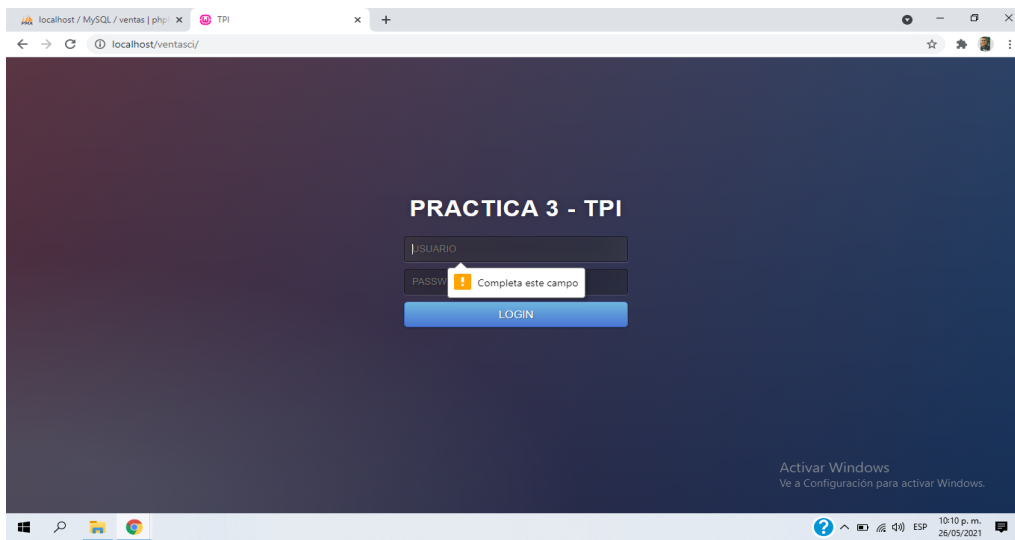 localhost / MySQL / ventas | php
TPI
localhost/ventasci/
PRACTICA 3 - TPI
USUARIO
PASSW
Completa este campo
LOGIN
Activar Windows
Ve a Configuración para activar Windows.
ESP
10:10 p. m.
26/05/2021